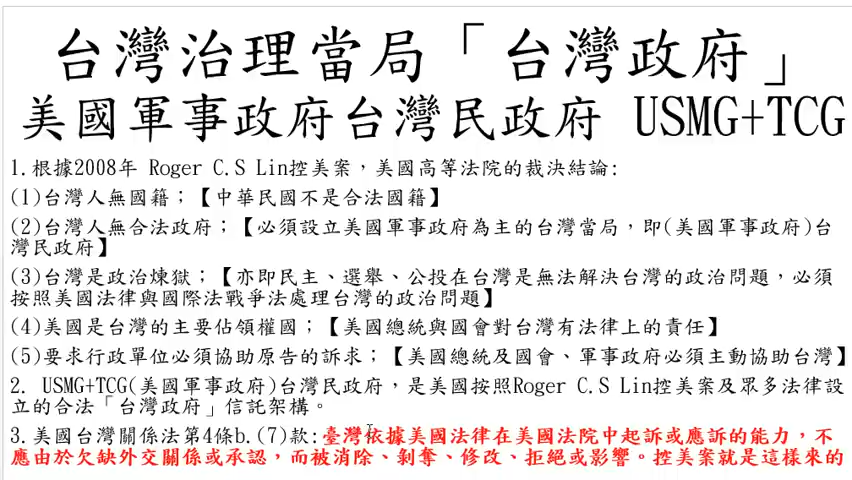 台灣治理當局「台灣政府」
美國軍事政府台灣民政府 USMG+TCG
1.根據2008年 Roger C.S Lin控美案，美國高等法院的裁決結論:
(1)台灣人無國籍；【中華民國不是合法國籍】
(2)台灣人無合法政府；【必須設立美國軍事政府為主的台灣當局，即(美國軍事政府)台
灣民政府】
(3)台灣是政治煉獄；【亦即民主、選舉、公投在台灣是無法解決台灣的政治問題，必須
按照美國法律與國際法戰爭法處理台灣的政治問題】
(4)美國是台灣的主要佔領權國；【美國總統與國會對台灣有法律上的責任】
(5)要求行政單位必須協助原告的訴求；【美國總統及國會、軍事政府必須主動協助台灣】
2. USMG+TCG(美國軍事政府)台灣民政府，是美國按照Roger C.S Lin控美案及眾多法律設
立的合法「台灣政府」信託架構。
3.美國台灣關係法第4條b.(7)款:臺灣依據美國法律在美國法院中起訴或應訴的能力，不
應由於欠缺外交關係或承認，而被消除、剝奪、修改、拒絕或影響。控美案就是這樣來的